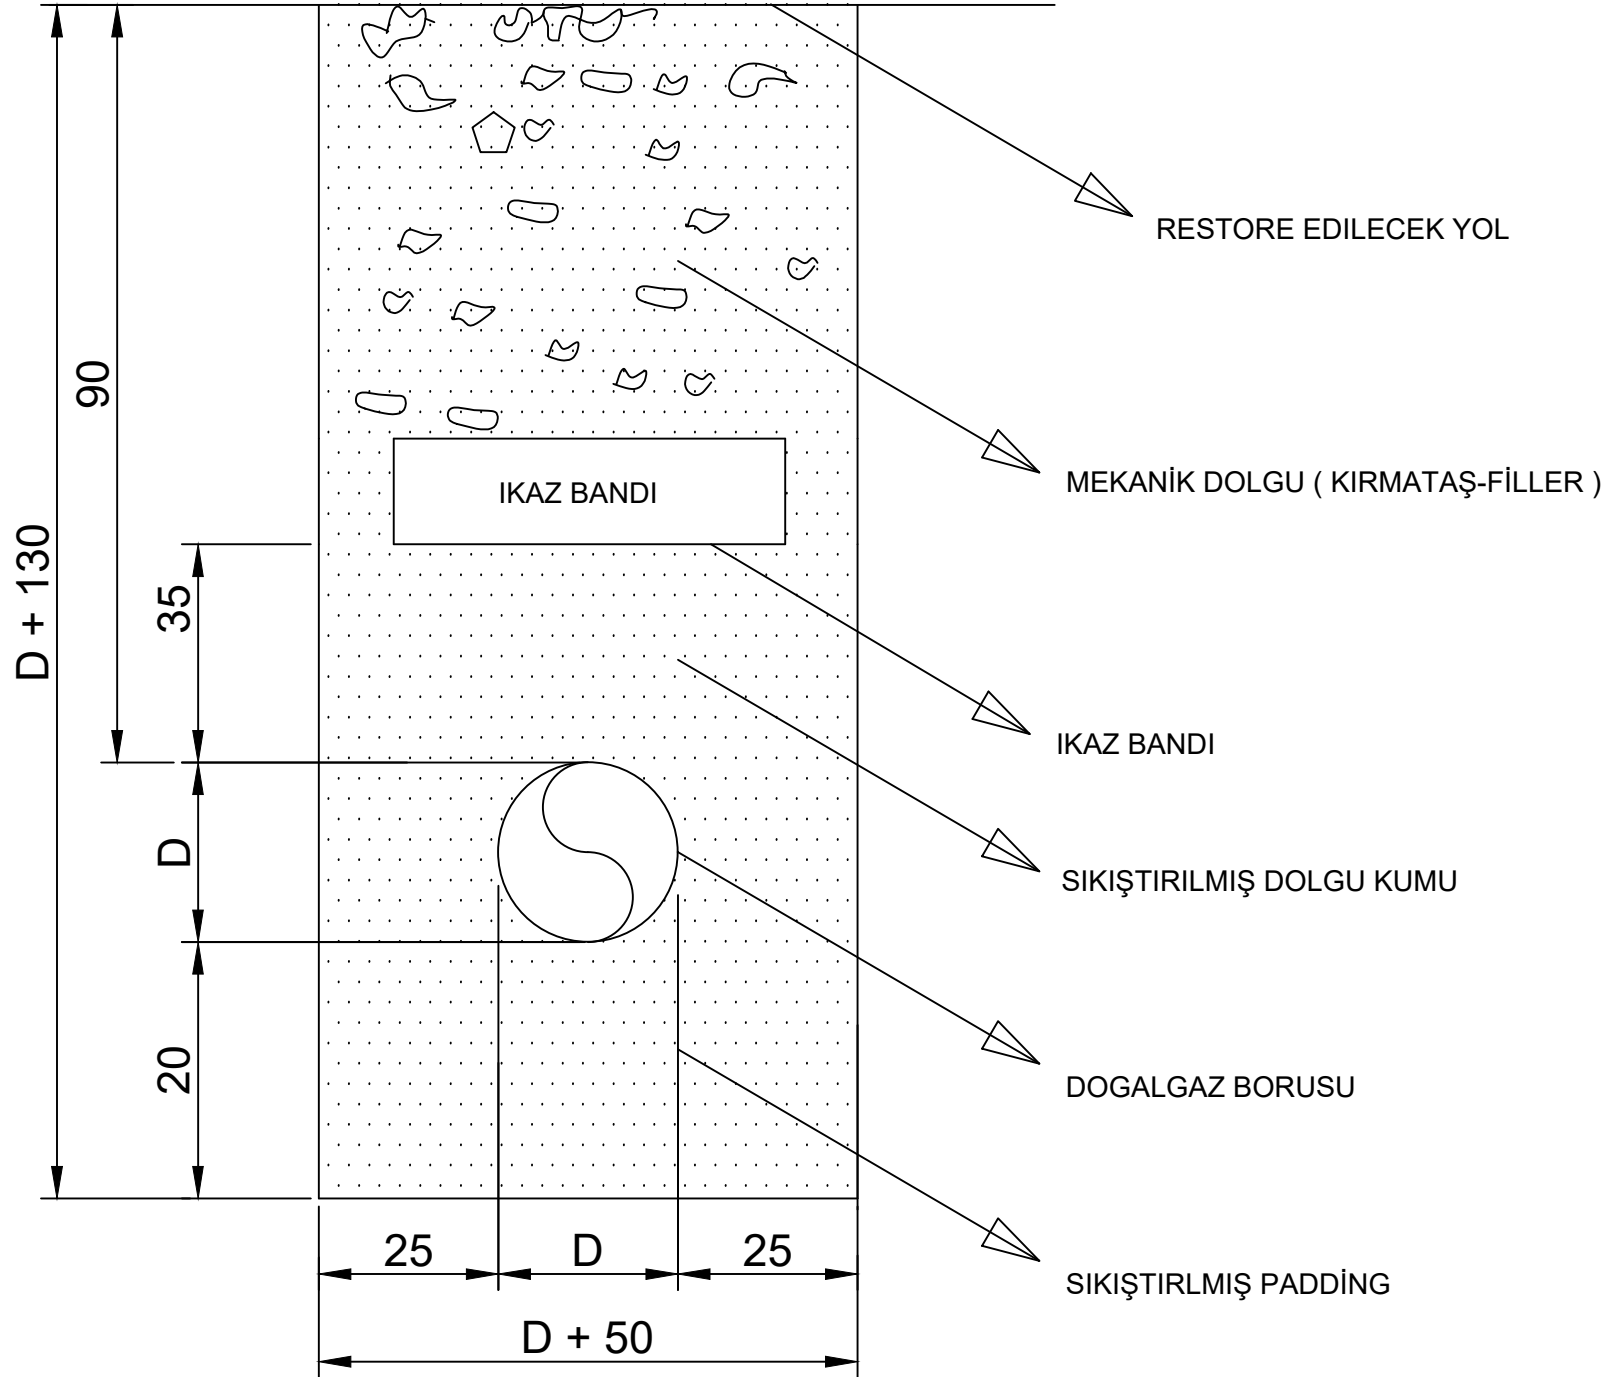 RESTORE EDILECEK YOL
90
MEKANİK DOLGU ( KIRMATAŞ-FİLLER )
IKAZ BANDI
D + 130
35
IKAZ BANDI
D
SIKIŞTIRILMIŞ DOLGU KUMU
20
DOGALGAZ BORUSU
25 D 25
SIKIŞTIRLMIŞ PADDİNG
D + 50